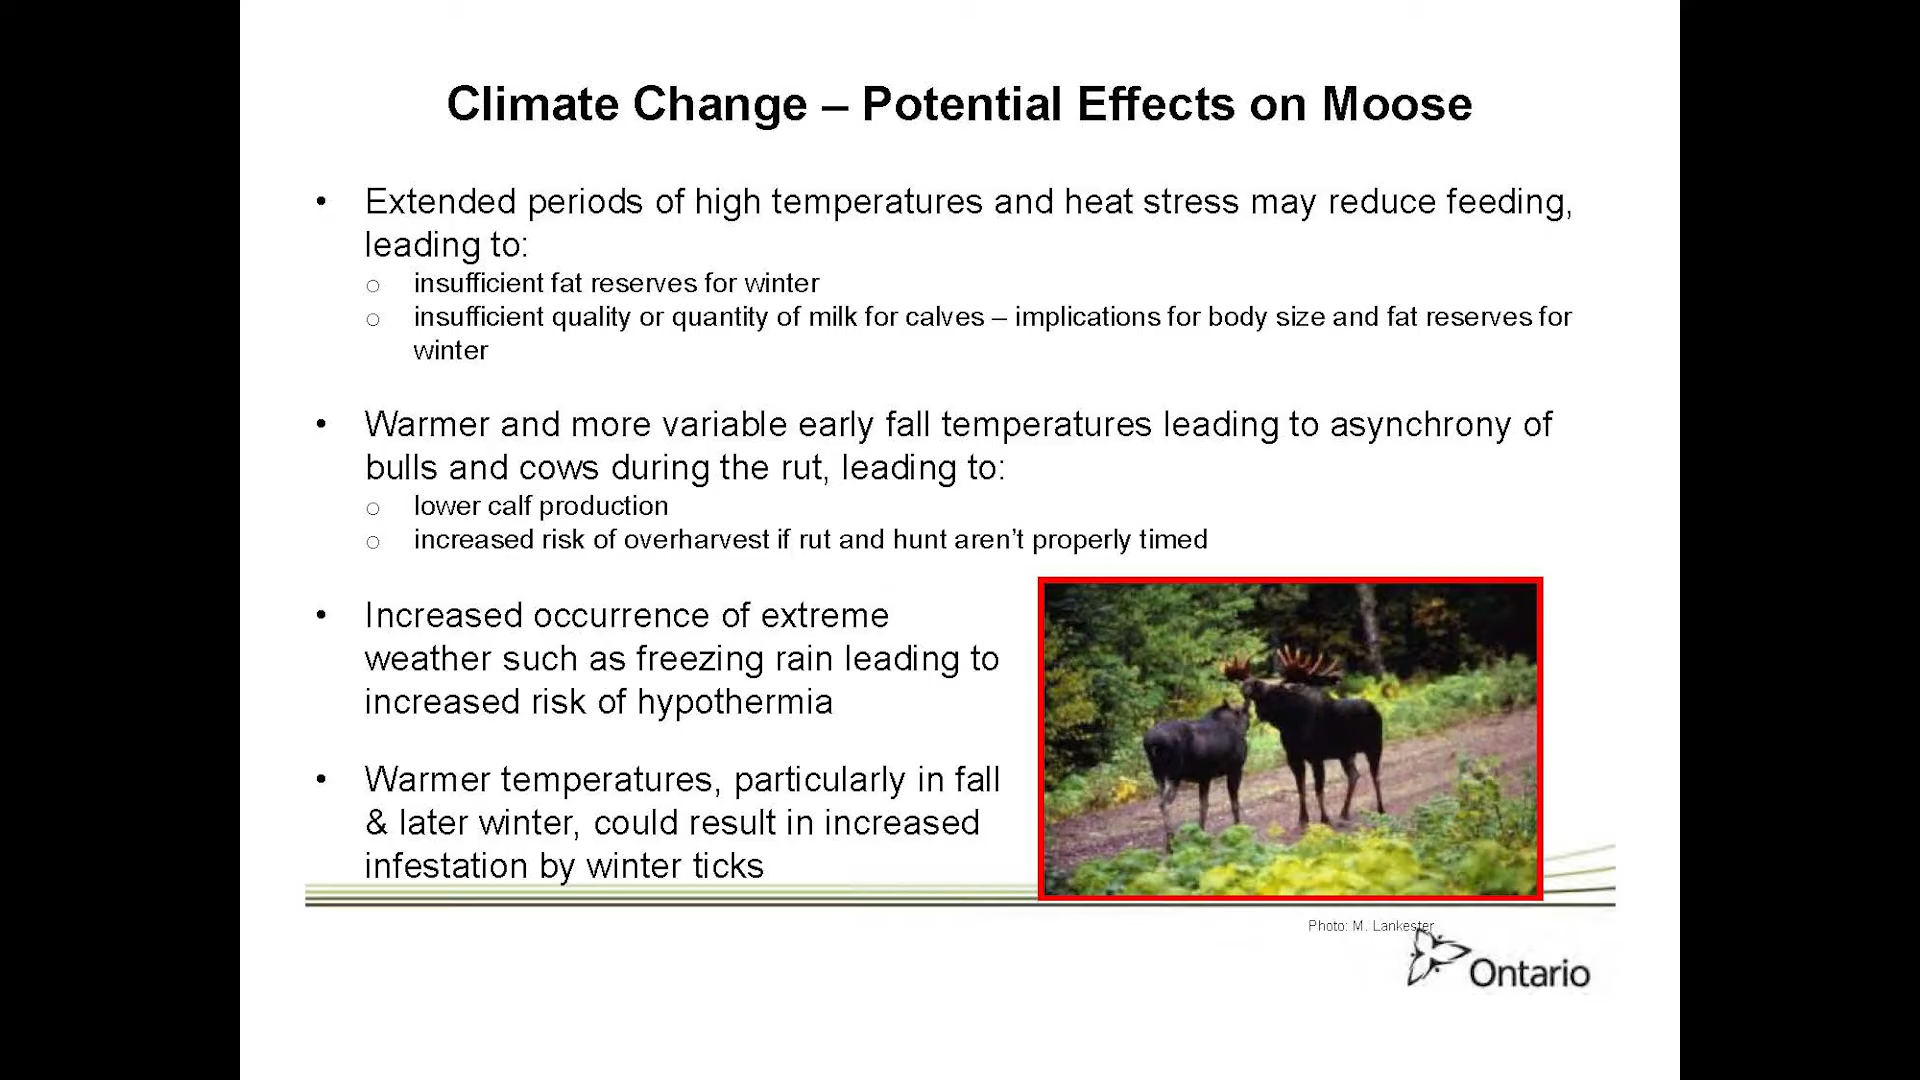 Climate Change – Potential Effects on Moose
• Extended periods of high temperatures and heat stress may reduce feeding,
leading to:
o insufficient fat reserves for winter
o insufficient quality or quantity of milk for calves – implications for body size and fat reserves for
winter
• Warmer and more variable early fall temperatures leading to asynchrony of
bulls and cows during the rut, leading to:
o lower calf production
o increased risk of overharvest if rut and hunt aren’t properly timed
• Increased occurrence of extreme
weather such as freezing rain leading to
increased risk of hypothermia
• Warmer temperatures, particularly in fall
& later winter, could result in increased
infestation by winter ticks
Photo: M. Lankester
Ontario